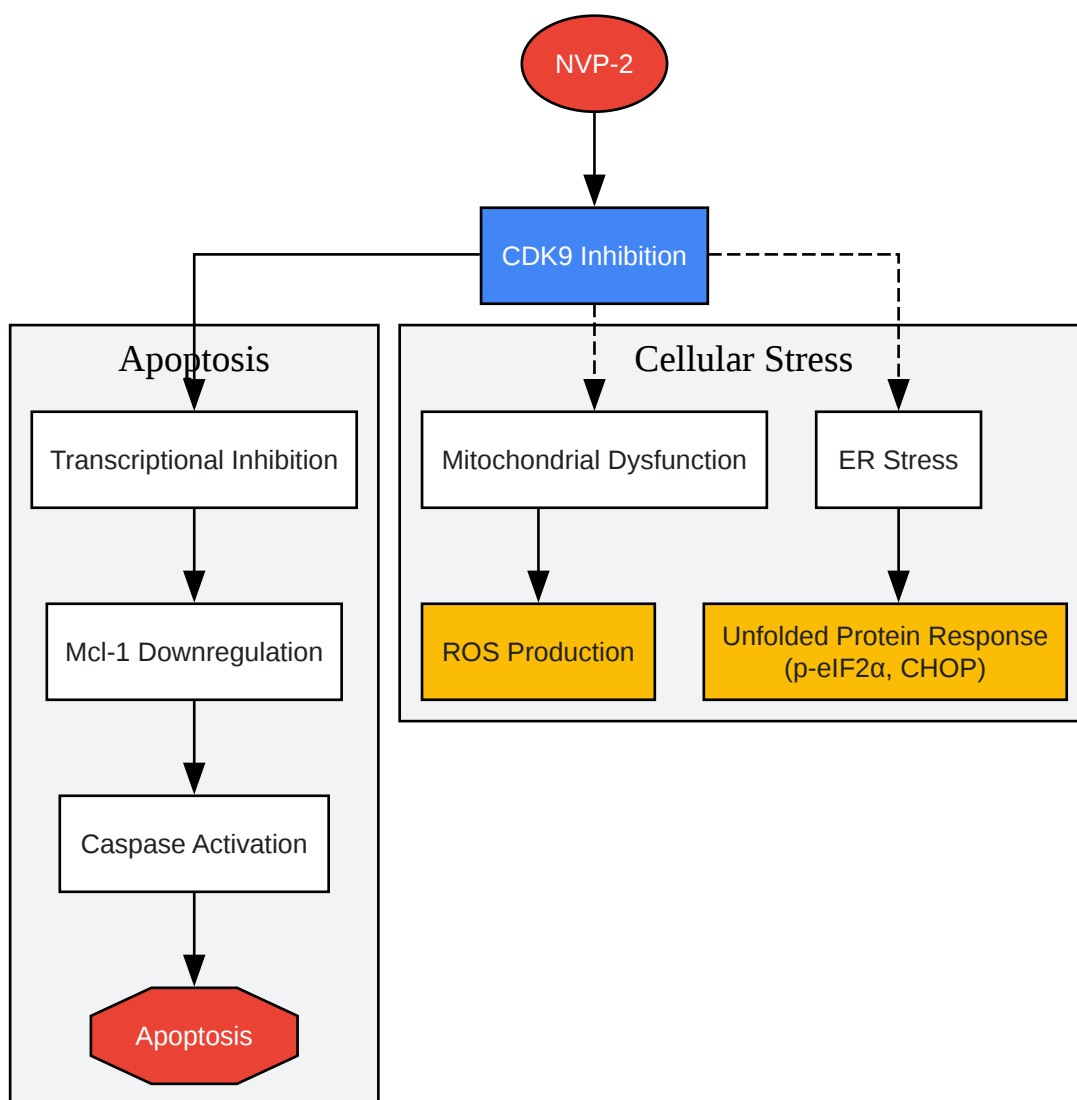 NVP-2
CDK9 Inhibition
Apoptosis
Transcriptional Inhibition
Mcl-1 Downregulation
Caspase Activation
Apoptosis
Cellular Stress
Mitochondrial Dysfunction
ER Stress
ROS Production
Unfolded Protein Response
(p-eIF2α, CHOP)